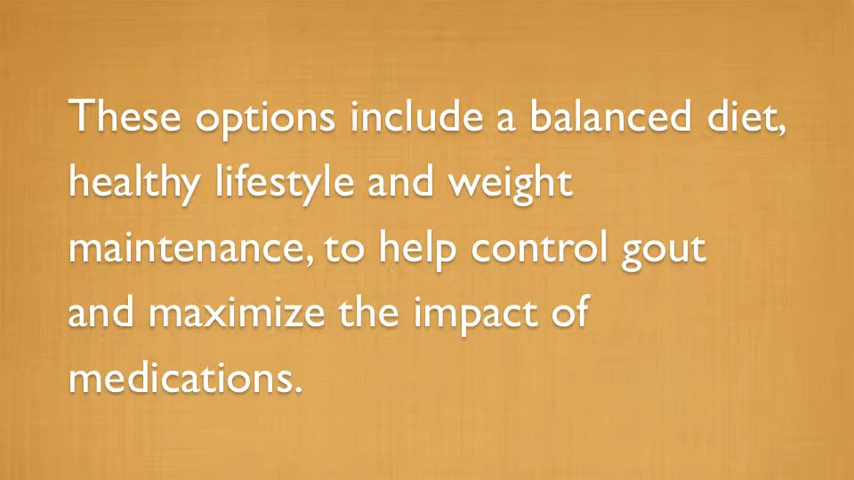 These options include a balanced diet,
healthy lifestyle and weight
maintenance, to help control gout
and maximize the impact of
medications.